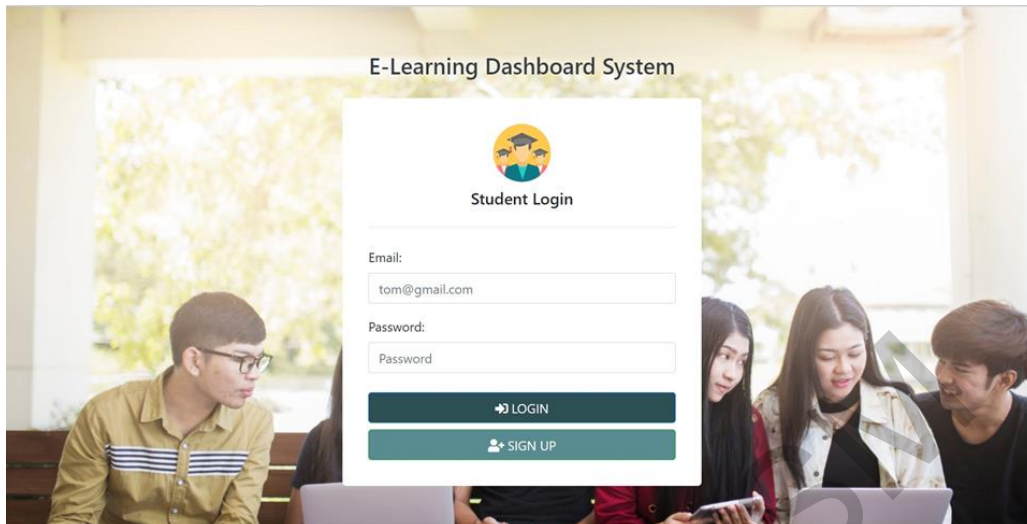 E-Learning Dashboard System
Student Login
Email:
tom@gmail.com
Password:
Password
LOGIN
SIGN UP